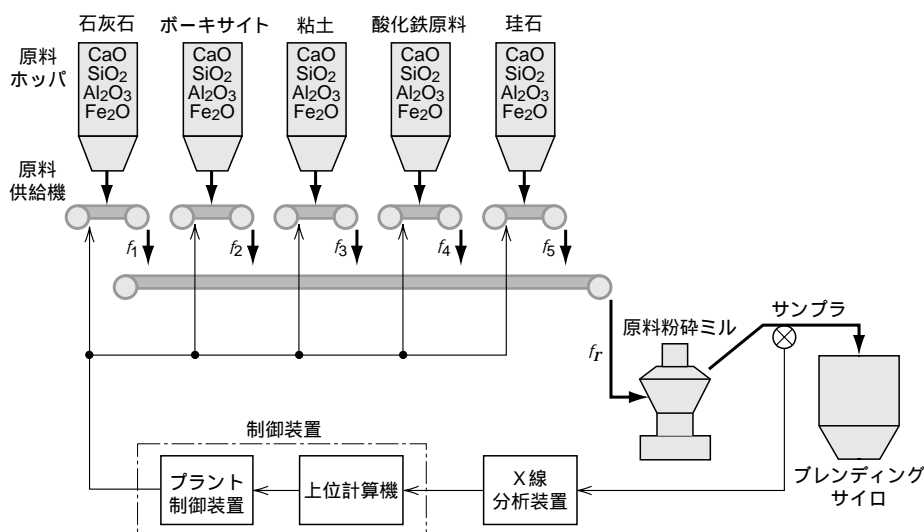 石灰石
ボーキサイト
粘土
酸化鉄原料
珪石
原料
ホッパ
CaO
SiO₂
Al₂O₃
Fe₂O
CaO
SiO₂
Al₂O₃
Fe₂O
CaO
SiO₂
Al₂O₃
Fe₂O
CaO
SiO₂
Al₂O₃
Fe₂O
CaO
SiO₂
Al₂O₃
Fe₂O
原料
供給機
f₁
f₂
f₃
f₄
f₅
サンプラ
原料粉砕ミル
fr
制御装置
プラント
制御装置
上位計算機
X線
分析装置
ブレンディング
サイロ